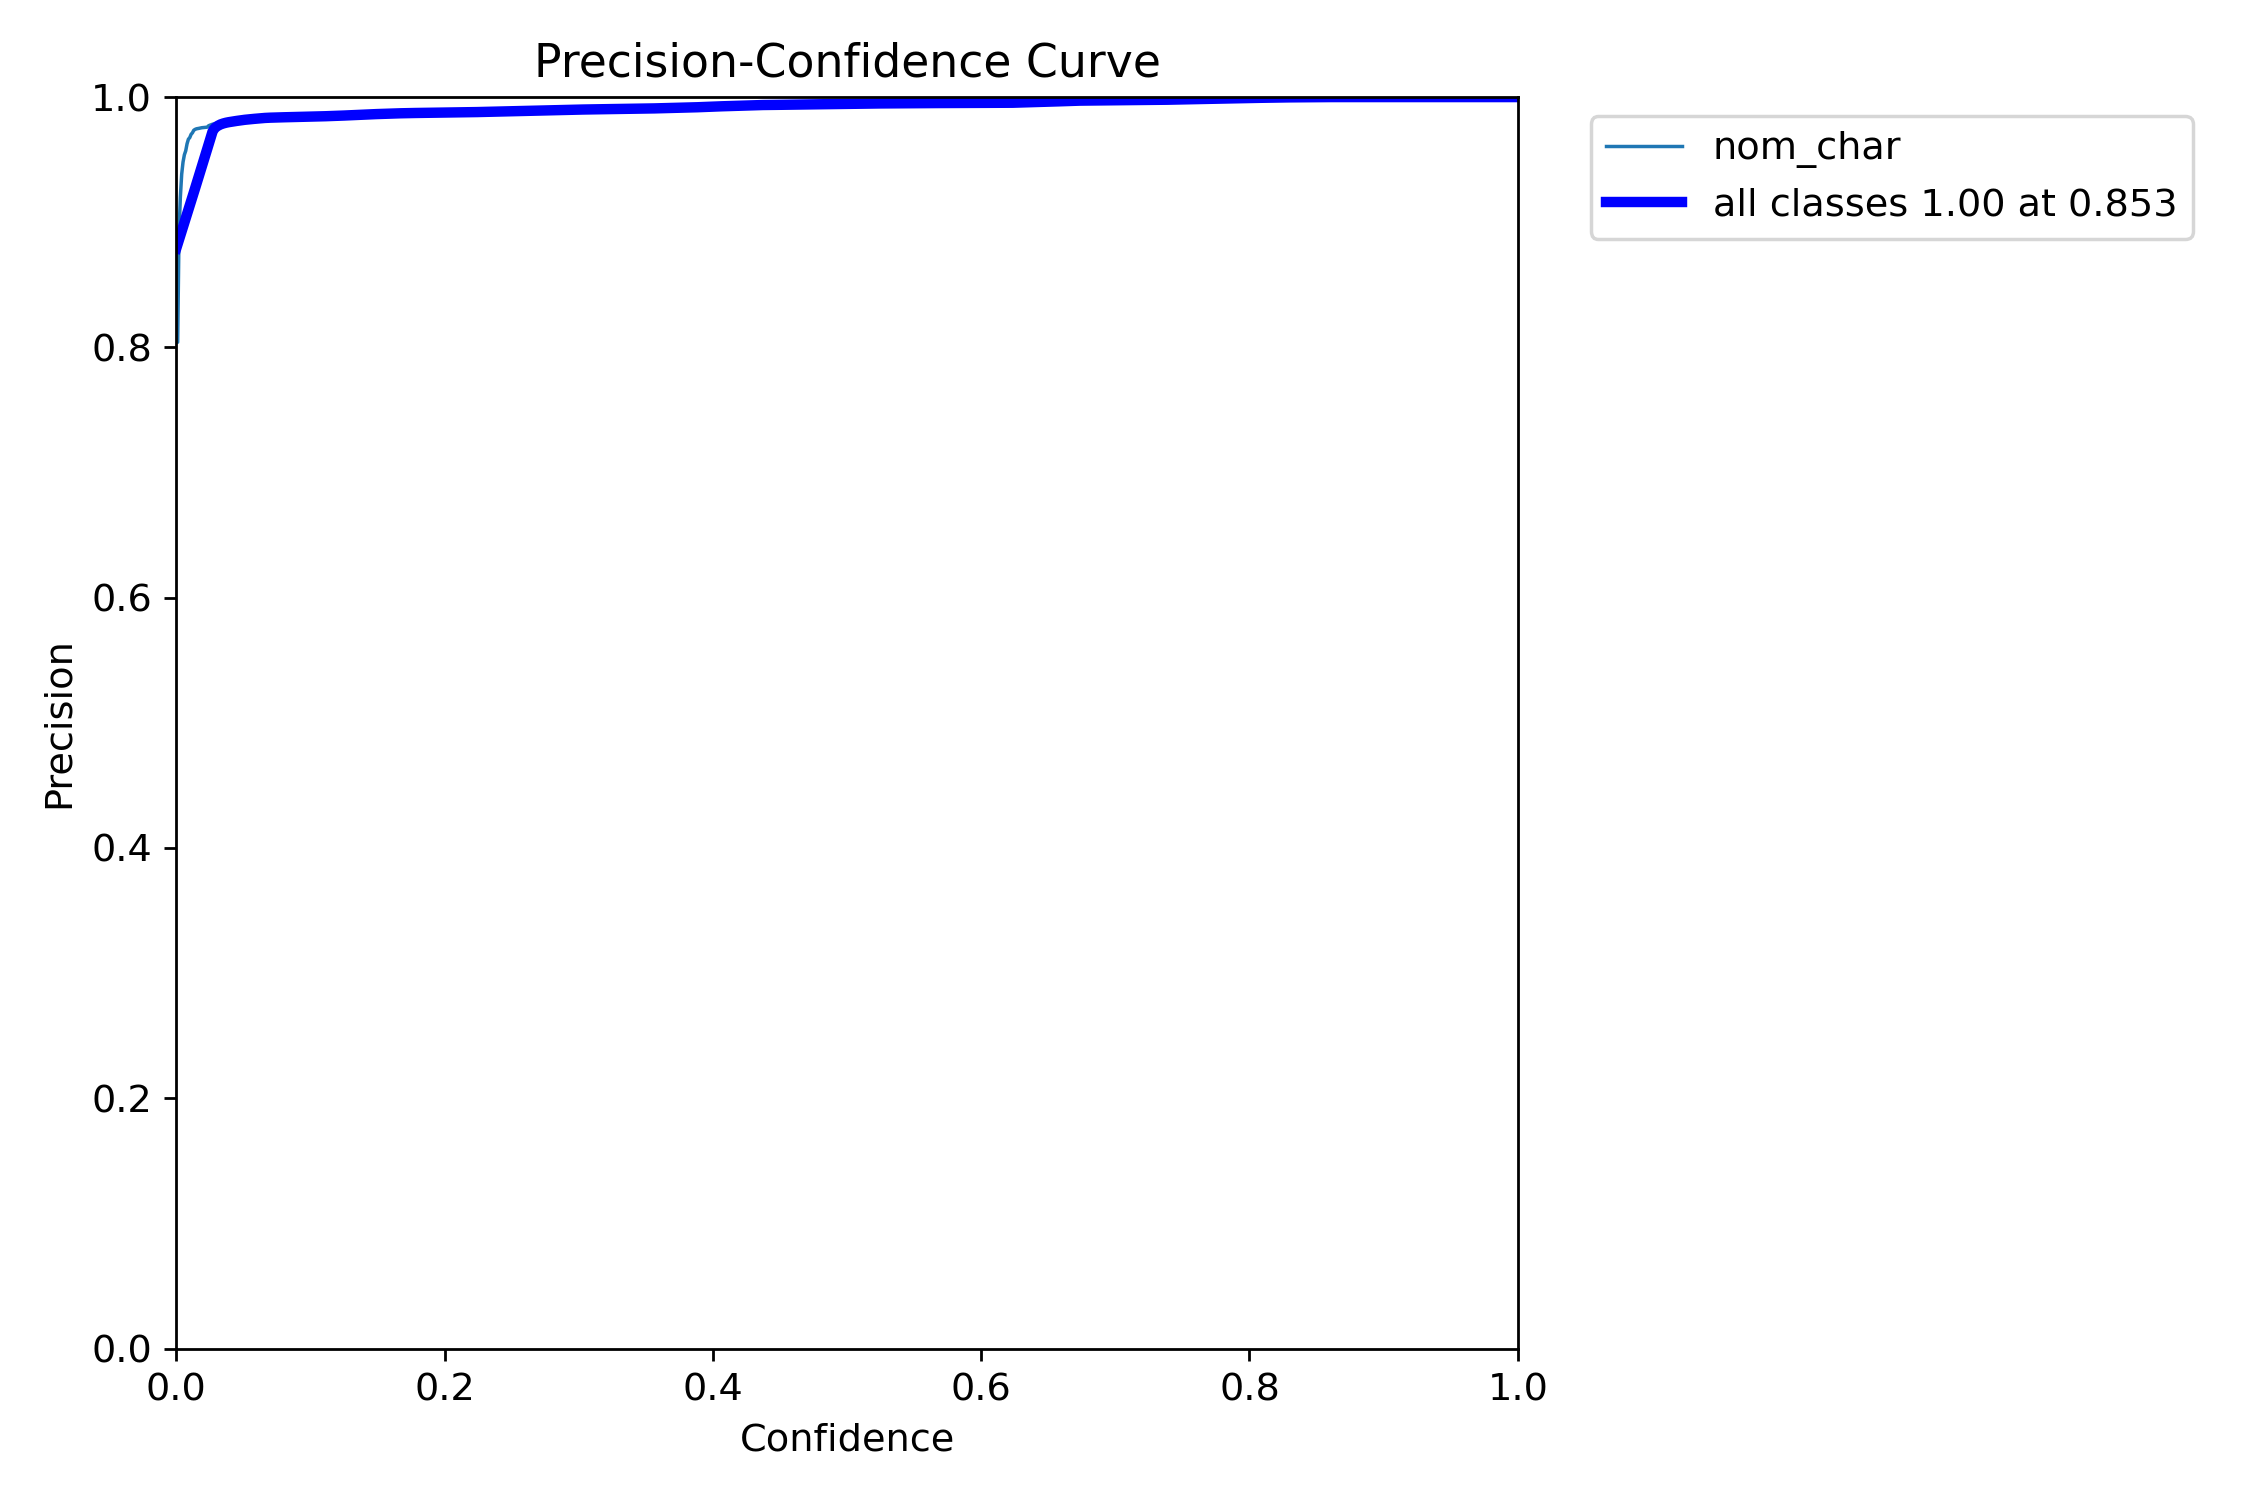 Precision-Confidence Curve
1.0
0.8
0.6
0.4
0.2
0.0
Precision
0.0 0.2 0.4 0.6 0.8 1.0
Confidence
nom_char
all classes 1.00 at 0.853